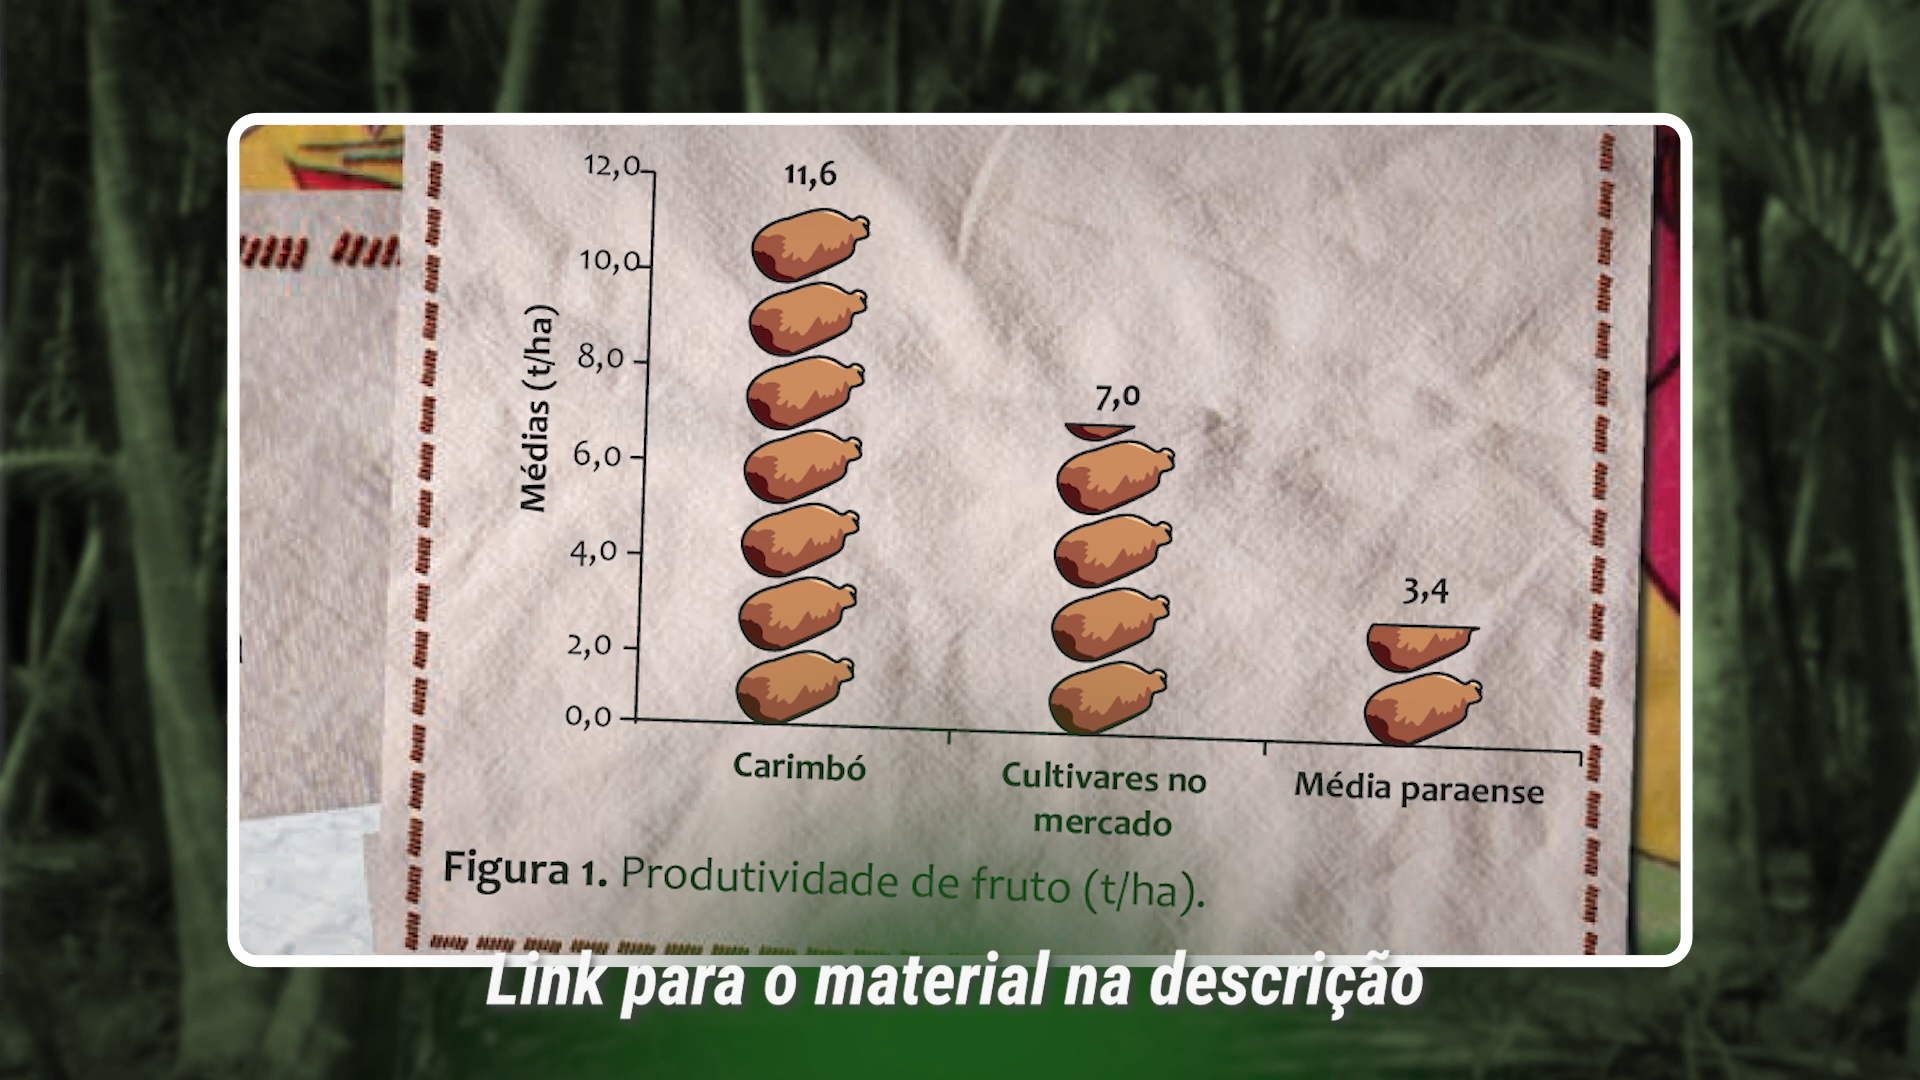 12,0
10,0
8,0
6,0
4,0
2,0
0,0
Médias (t/ha)
11,6
7,0
3,4
Carimbó
Cultivares no
mercado
Média paraense
Figura 1. Produtividade de fruto (t/ha).
Link para o material na descrição